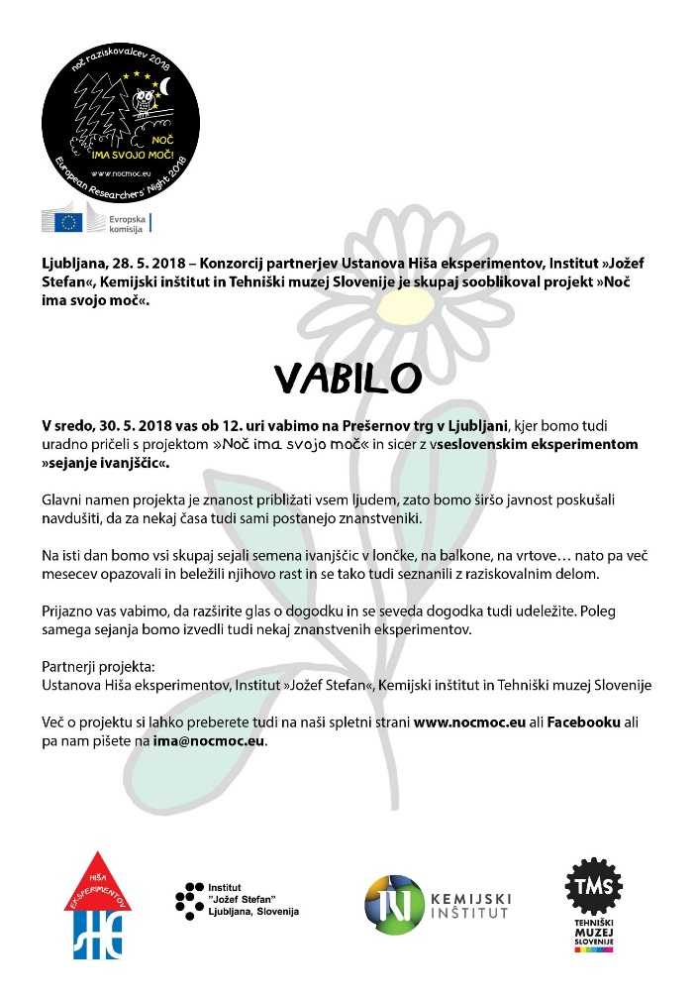 noč raziskovalcev 2018
NOČ
IMA SVOJO MOČ!
www.nocmoc.eu
European Researchers' Night 2018
Evropska
komisija
Ljubljana, 28. 5. 2018 – Konzorcij partnerjev Ustanova Hiša eksperimentov, Institut »Jožef
Stefan«, Kemijski inštitut in Tehniški muzej Slovenije je skupaj sooblikoval projekt »Noč
ima svojo moč«.
VABILO
V sredo, 30. 5. 2018 vas ob 12. uri vabimo na Prešernov trg v Ljubljani, kjer bomo tudi
uradno pričeli s projektom »Noč ima svojo moč« in sicer z vseslovenskim eksperimentom
»sejanje ivanjščic«.
Glavni namen projekta je znanost približati vsem ljudem, zato bomo širšo javnost poskušali
navdušiti, da za nekaj časa tudi sami postanejo znanstveniki.
Na isti dan bomo vsi skupaj sejali semena ivanjščic v lončke, na balkone, na vrtove… nato pa več
mesecev opazovali in beležili njihovo rast in se tako tudi seznanili z raziskovalnim delom.
Prijazno vas vabimo, da razširite glas o dogodku in se seveda dogodka tudi udeležite. Poleg
samega sejanja bomo izvedli tudi nekaj znanstvenih eksperimentov.
Partnerji projekta:
Ustanova Hiša eksperimentov, Institut »Jožef Stefan«, Kemijski inštitut in Tehniški muzej Slovenije
Več o projektu si lahko preberete tudi na naši spletni strani www.nocmoc.eu ali Facebooku ali
pa nam pišete na ima@nocmoc.eu.
HIŠA
EKSPERIMENTOV
SHE
Institut
"Jožef Stefan"
Ljubljana, Slovenija
N
KEMIJSKI
INŠTITUT
TMS
TEHNIŠKI
MUZEJ
SLOVENIJE